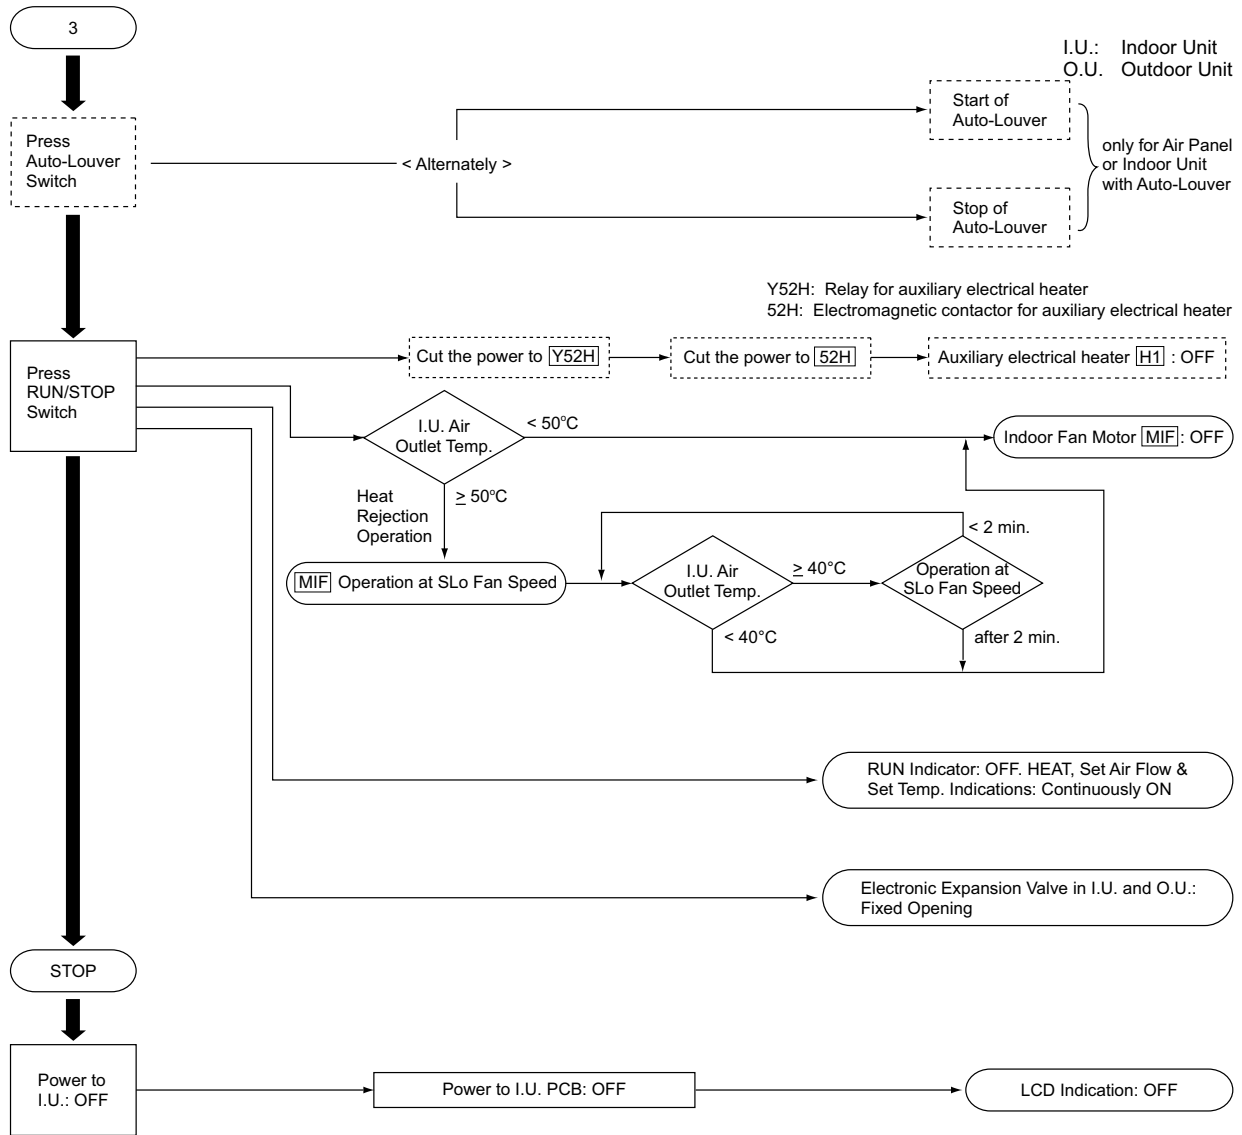 3
I.U.: Indoor Unit
O.U. Outdoor Unit
Press
Auto-Louver
Switch
< Alternately >
Start of
Auto-Louver
Stop of
Auto-Louver
only for Air Panel
or Indoor Unit
with Auto-Louver
Y52H: Relay for auxiliary electrical heater
52H: Electromagnetic contactor for auxiliary electrical heater
Press
RUN/STOP
Switch
Cut the power to Y52H
Cut the power to 52H
Auxiliary electrical heater H1 : OFF
I.U. Air
Outlet Temp.
< 50°C
Indoor Fan Motor MIF: OFF
≥ 50°C
Heat
Rejection
Operation
MIF Operation at SLo Fan Speed
I.U. Air
Outlet Temp.
≥ 40°C
< 40°C
Operation at
SLo Fan Speed
< 2 min.
after 2 min.
RUN Indicator: OFF. HEAT, Set Air Flow &
Set Temp. Indications: Continuously ON
Electronic Expansion Valve in I.U. and O.U.:
Fixed Opening
STOP
Power to
I.U.: OFF
Power to I.U. PCB: OFF
LCD Indication: OFF